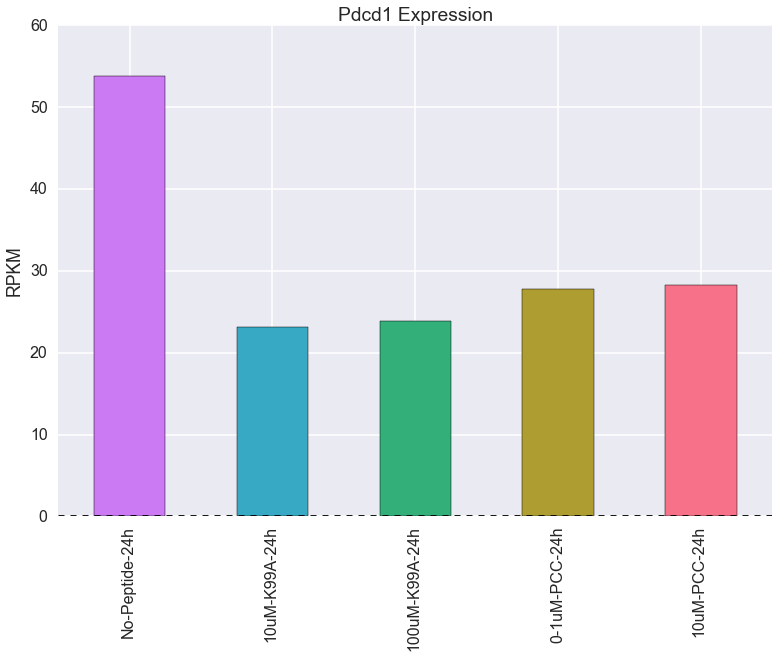 Pdcd1 Expression
RPKM
60
50
40
30
20
10
0
No-Peptide-24h
10uM-K99A-24h
100uM-K99A-24h
0-1uM-PCC-24h
10uM-PCC-24h